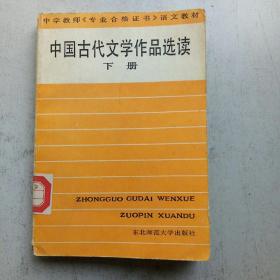 中学教师《专业合格证书》语文教材
中国古代文学作品选读
下册
ZHONGGUO GUDAI WENXUE
ZUOPIN XUANDU
东北师范大学出版社